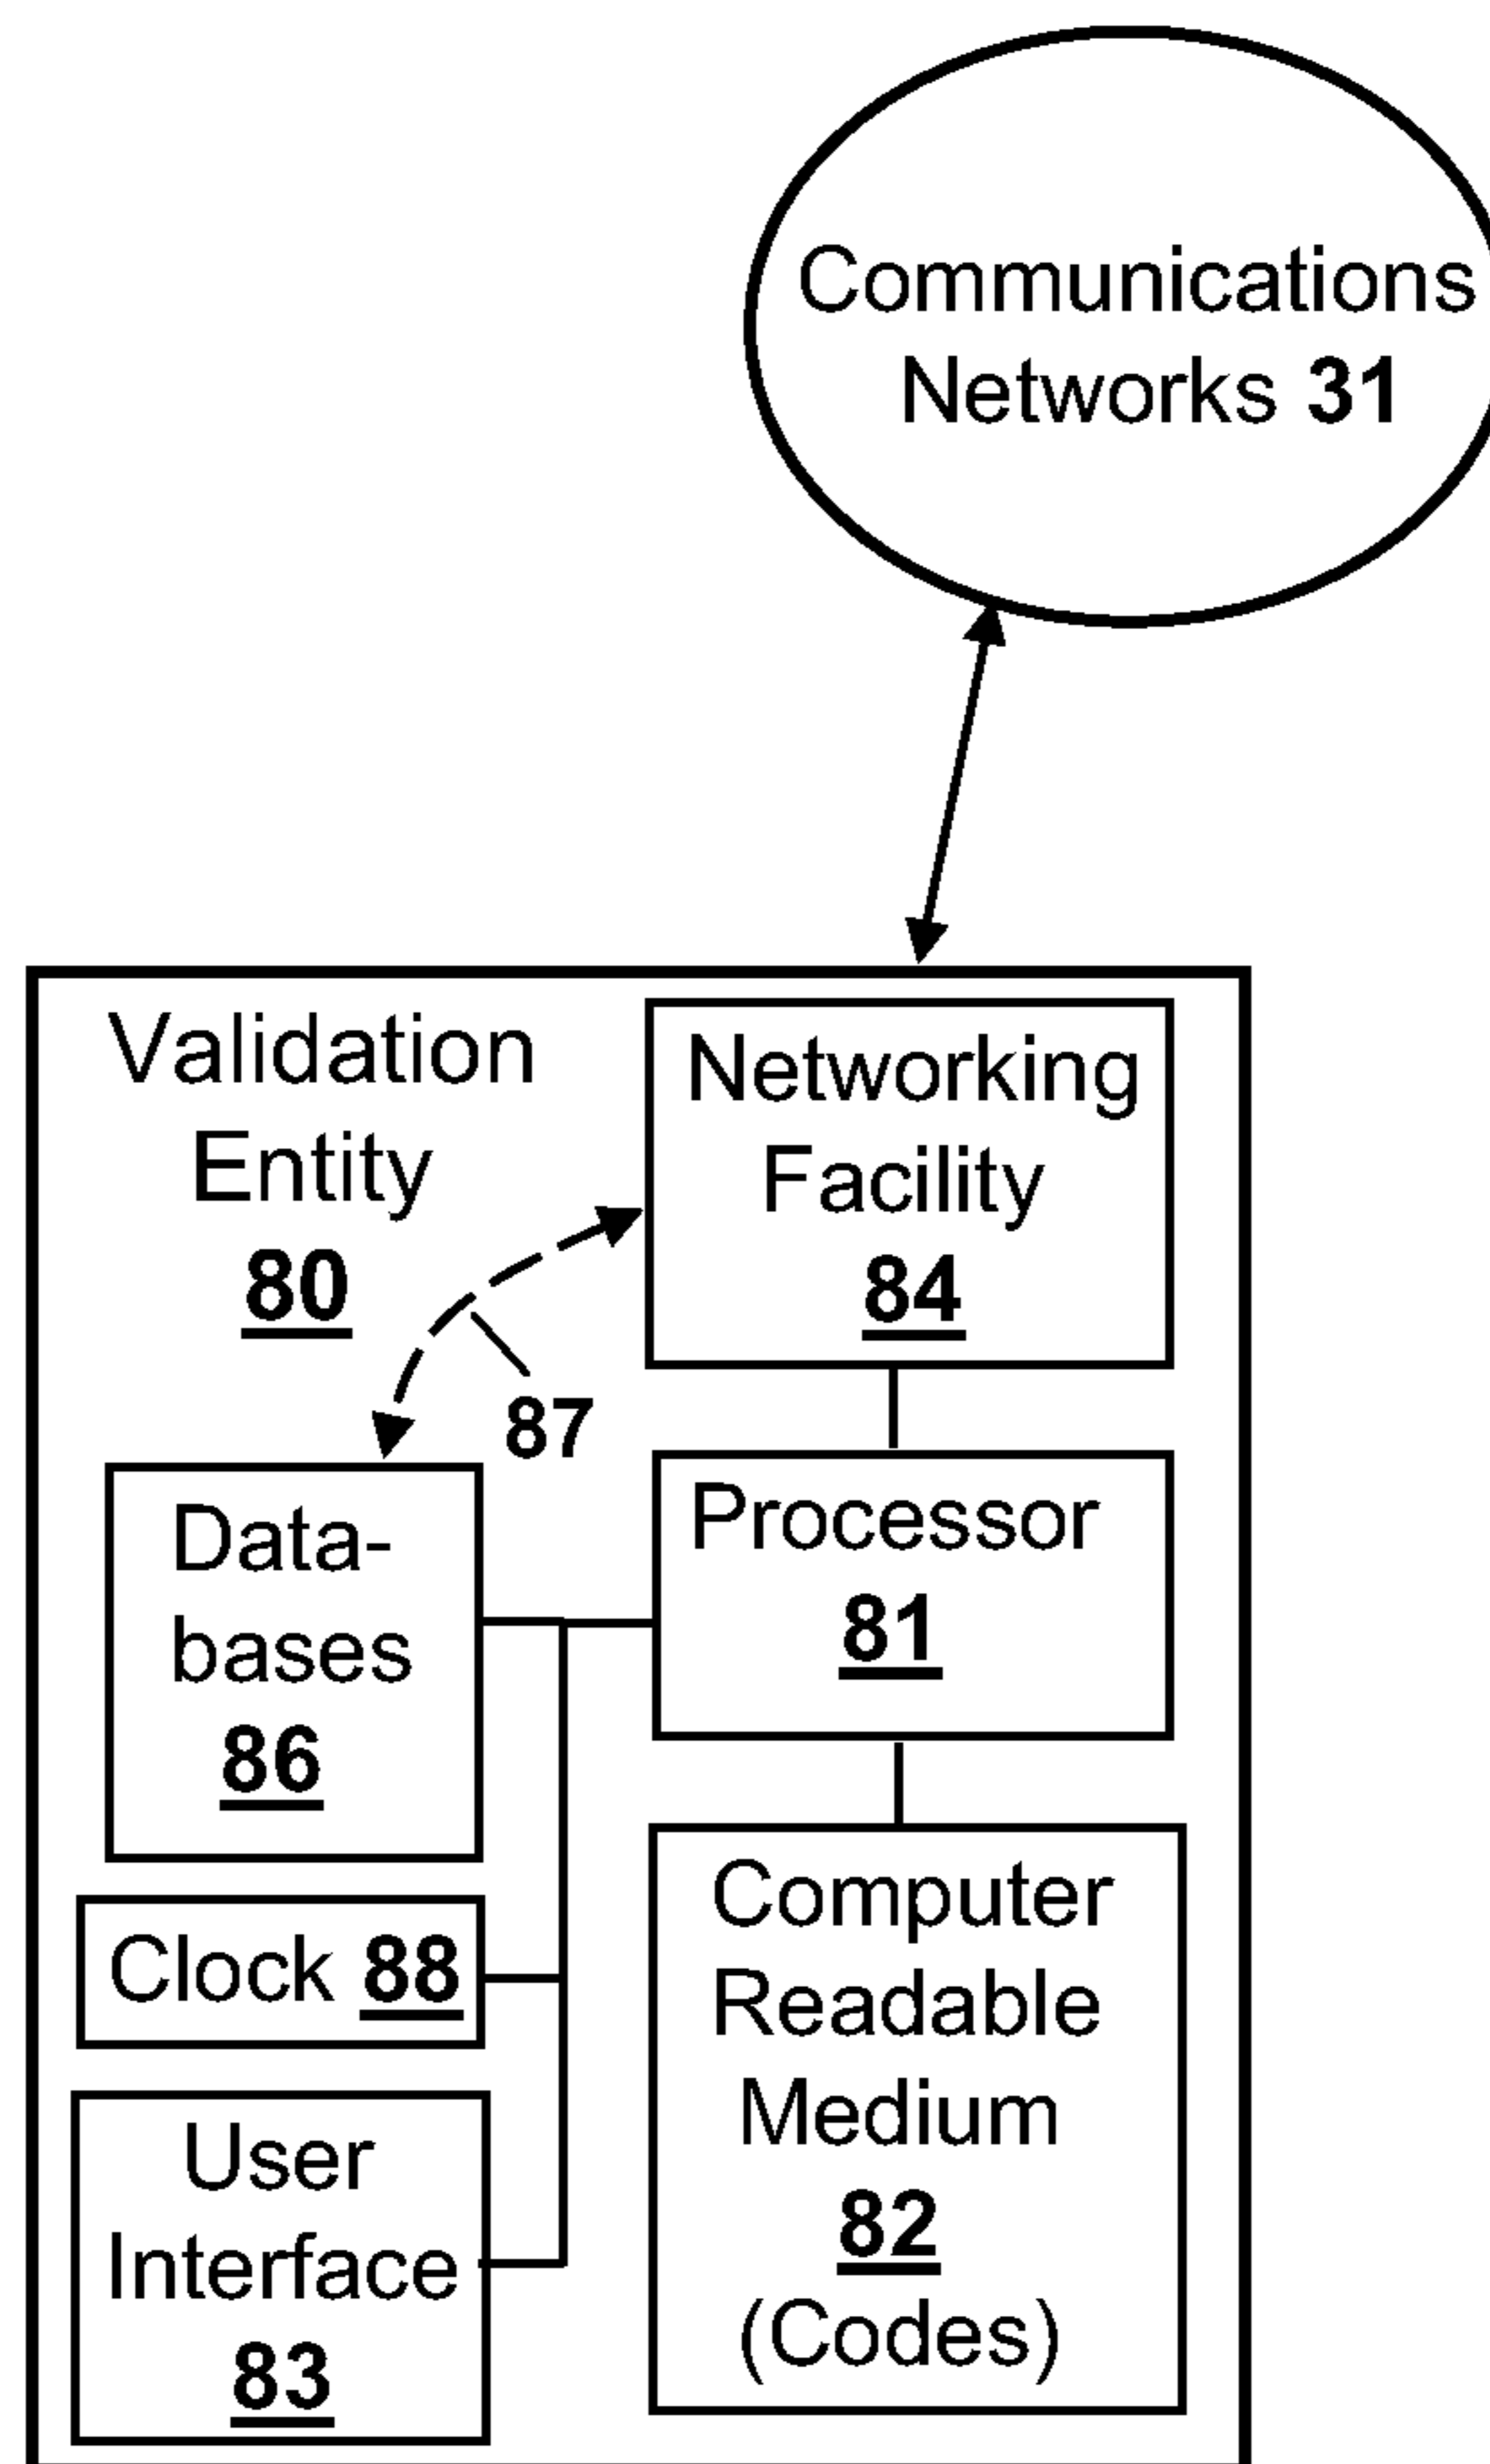 Communications
Networks 31
Validation
Entity
80
Networking
Facility
84
87
Data-
bases
86
Processor
81
Clock 88
Computer
Readable
Medium
82
(Codes)
User
Interface
83